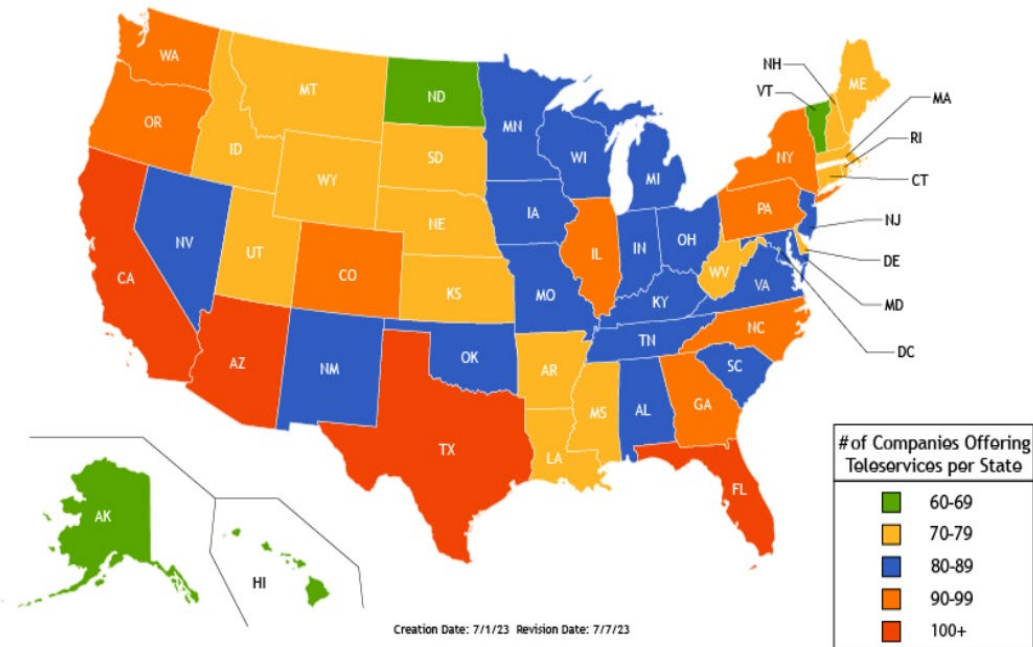 WA
MT
ND
MN
OR
ID
SD
WI
MI
WY
NE
IA
NV
UT
CO
KS
CA
IL
IN
OH
MO
KY
WV
VA
AZ
NM
OK
AR
TN
NC
SC
MS
AL
GA
TX
LA
FL
NY
PA
NH
VT
ME
MA
RI
CT
NJ
DE
MD
DC
AK
HI
# of Companies Offering
Teleservices per State
60-69
70-79
80-89
90-99
100+
Creation Date: 7/1/23 Revision Date: 7/7/23